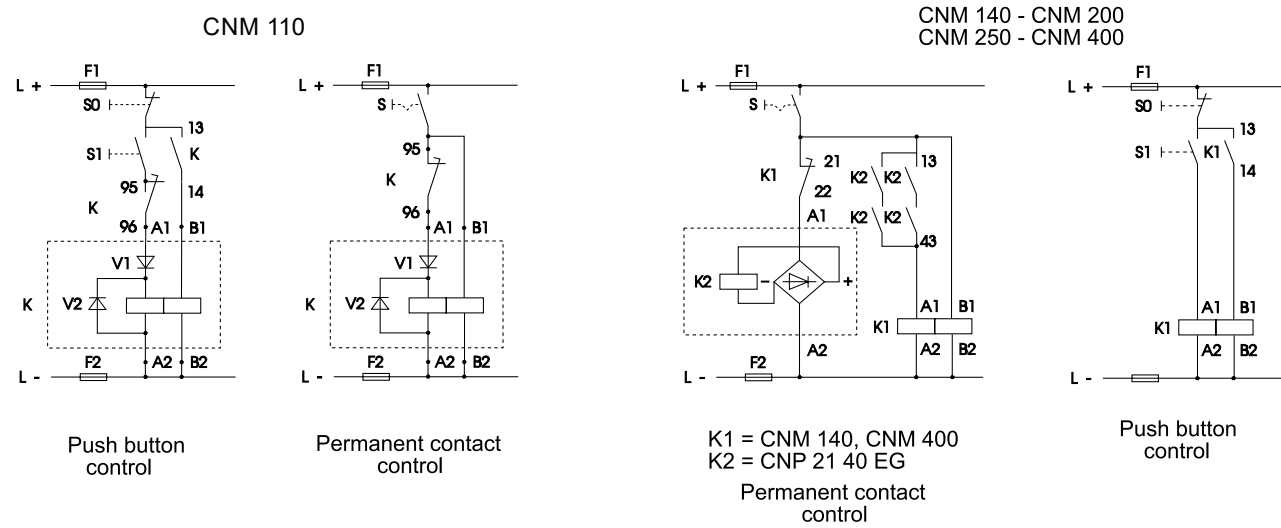 CNM 110
CNM 140 - CNM 200
CNM 250 - CNM 400
L + F1
S0
13
S1 K
95 14
K
96 A1 B1
V1
K V2
F2 A2 B2
L -
Push button
control
L + F1
S
95
K
96 A1 B1
V1
K V2
F2 A2 B2
L -
Permanent contact
control
L + F1
S
21 13
K1 K2 K2
22
A1 K2 K2
43
K2 - +
A1 B1
K1
A2 A2 B2
F2
L -
K1 = CNM 140, CNM 400
K2 = CNP 21 40 EG
Permanent contact
control
L + F1
S0
13
S1 K1
14
A1 B1
K1
A2 B2
L -
Push button
control